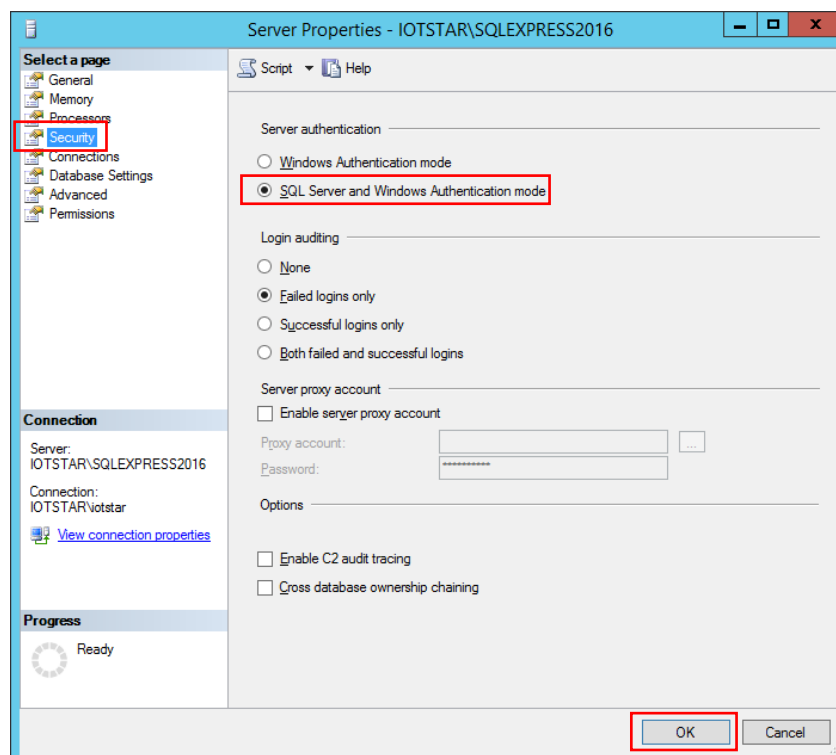 Server Properties - IOTSTAR\SQLEXPRESS2016
Select a page
General
Memory
Processors
Security
Connections
Database Settings
Advanced
Permissions
Script
Help
Server authentication
Windows Authentication mode
SQL Server and Windows Authentication mode
Login auditing
None
Failed logins only
Successful logins only
Both failed and successful logins
Server proxy account
Enable server proxy account
Proxy account:
...
Password:
**********
Options
Enable C2 audit tracing
Cross database ownership chaining
Connection
Server:
IOTSTAR\SQLEXPRESS2016
Connection:
IOTSTAR\iotstar
View connection properties
Progress
Ready
OK
Cancel